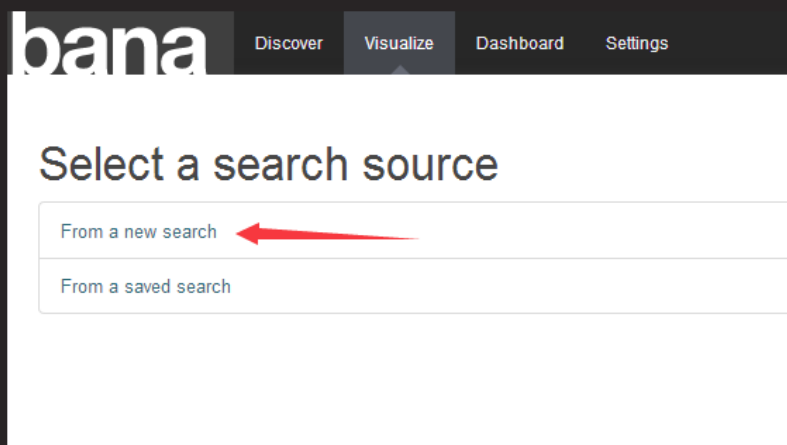 bana
Discover Visualize Dashboard Settings
Select a search source
From a new search
From a saved search